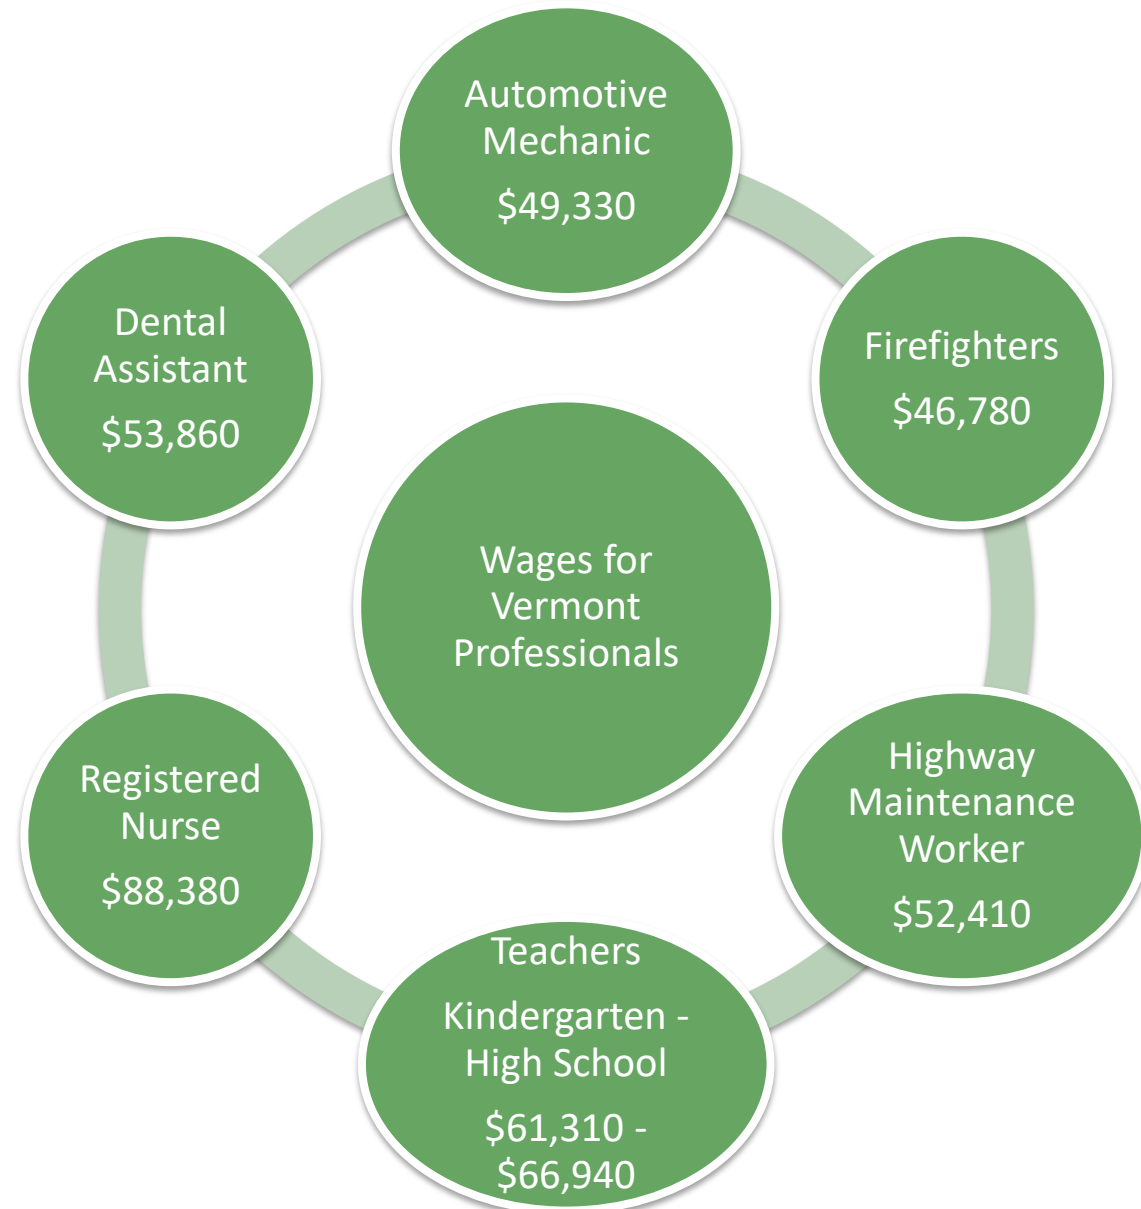 Automotive
Mechanic
$49,330
Firefighters
$46,780
Highway
Maintenance
Worker
$52,410
Teachers
Kindergarten -
High School
$61,310 -
$66,940
Registered
Nurse
$88,380
Dental
Assistant
$53,860
Wages for
Vermont
Professionals